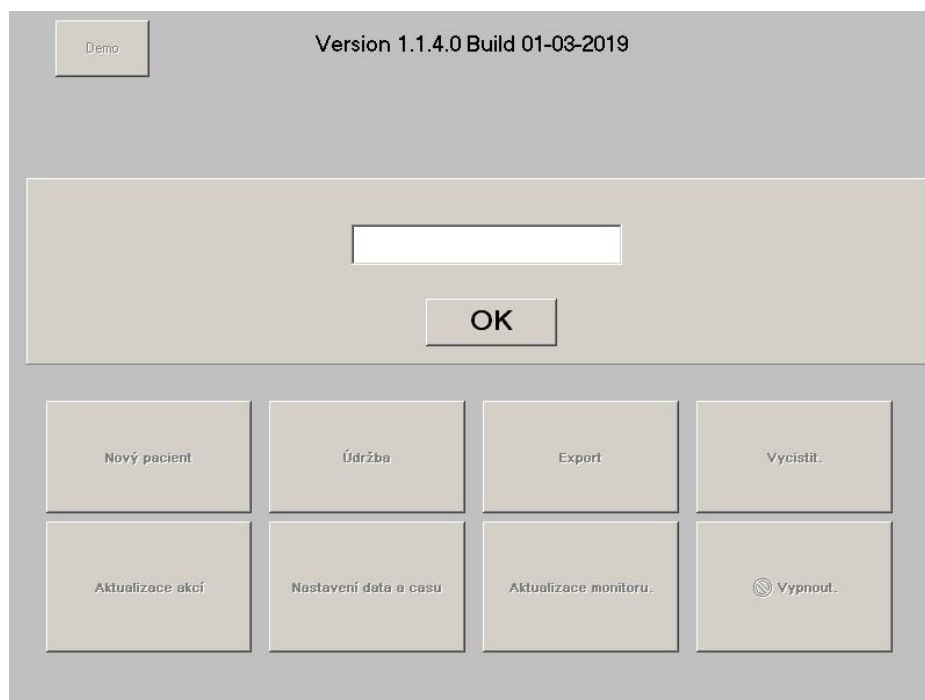 Demo
Version 1.1.4.0 Build 01-03-2019
OK
Nový pacient
Údržba
Export
Vycistit.
Aktualizace akcí
Nastavení data a casu
Aktualizace monitoru.
Vypnout.